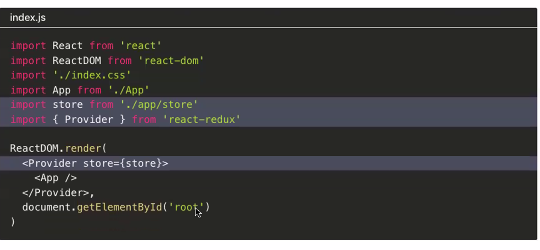 index.js
import React from 'react'
import ReactDOM from 'react-dom'
import './index.css'
import App from './App'
import store from './app/store'
import { Provider } from 'react-redux'
ReactDOM.render(
<Provider store={store}>
<App />
</Provider>,
document.getElementById('root')
)